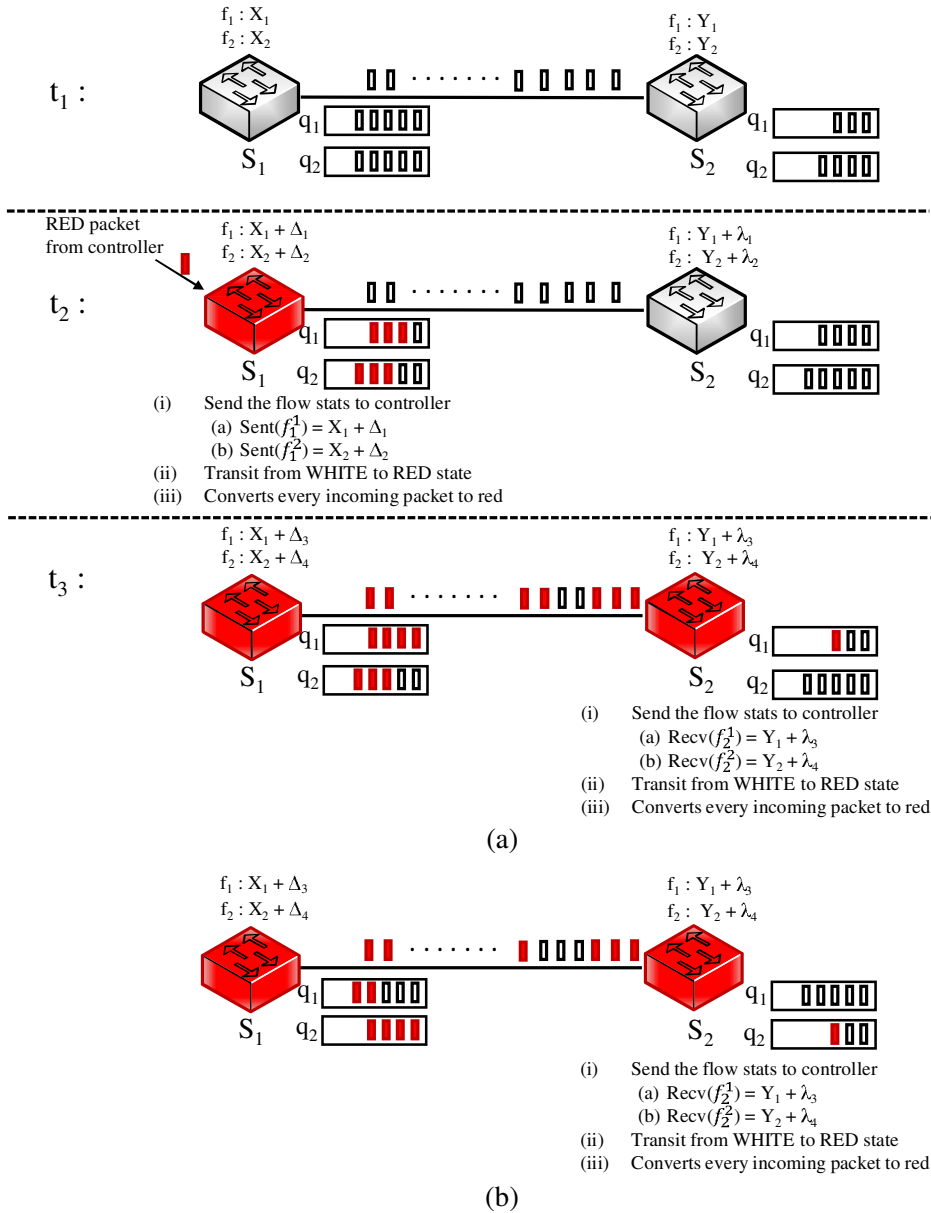 f₁ : X₁
f₂ : X₂
f₁ : Y₁
f₂ : Y₂
t₁ :
q₁
q₂
S₁
q₁
q₂
S₂
RED packet
from controller
f₁ : X₁ + Δ₁
f₂ : X₂ + Δ₂
f₁ : Y₁ + λ₁
f₂ : Y₂ + λ₂
t₂ :
q₁
q₂
S₁
q₁
q₂
S₂
(i) Send the flow stats to controller
(a) Sent(f₁¹) = X₁ + Δ₁
(b) Sent(f₁²) = X₂ + Δ₂
(ii) Transit from WHITE to RED state
(iii) Converts every incoming packet to red
f₁ : X₁ + Δ₃
f₂ : X₂ + Δ₄
f₁ : Y₁ + λ₃
f₂ : Y₂ + λ₄
t₃ :
q₁
q₂
S₁
q₁
q₂
S₂
(i) Send the flow stats to controller
(a) Recv(f₂¹) = Y₁ + λ₃
(b) Recv(f₂²) = Y₂ + λ₄
(ii) Transit from WHITE to RED state
(iii) Converts every incoming packet to red
(a)
f₁ : X₁ + Δ₃
f₂ : X₂ + Δ₄
f₁ : Y₁ + λ₃
f₂ : Y₂ + λ₄
q₁
q₂
S₁
q₁
q₂
S₂
(i) Send the flow stats to controller
(a) Recv(f₂¹) = Y₁ + λ₃
(b) Recv(f₂²) = Y₂ + λ₄
(ii) Transit from WHITE to RED state
(iii) Converts every incoming packet to red
(b)